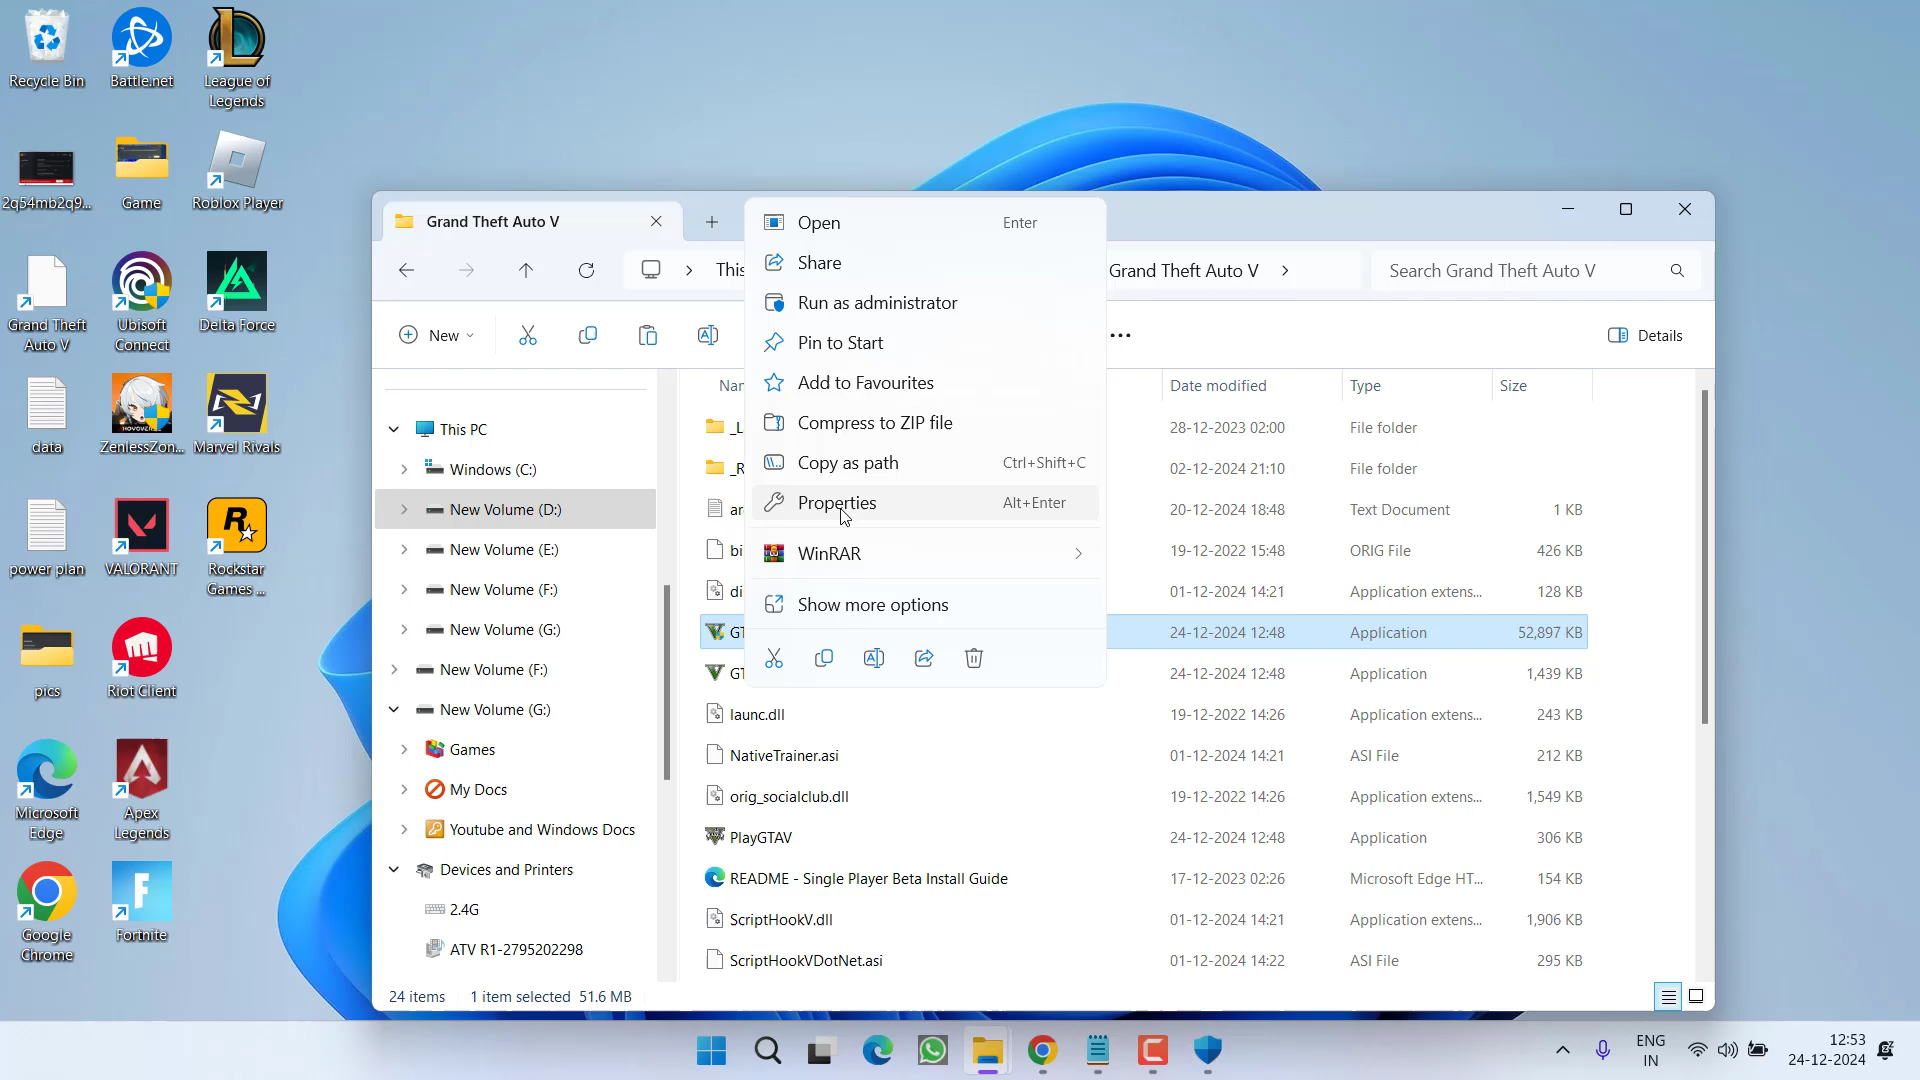 Recycle Bin
Battle.net
League of
Legends
2q54mb2q9...
Game
Roblox Player
Grand Theft
Auto V
Ubisoft
Connect
Delta Force
data
ZenlessZon...
Marvel Rivals
power plan
VALORANT
Rockstar
Games ...
pics
Riot Client
Microsoft
Edge
Apex
Legends
Google
Chrome
Fortnite
Grand Theft Auto V
This
Grand Theft Auto V
Search Grand Theft Auto V
New
Details
This PC
Windows (C:)
New Volume (D:)
New Volume (E:)
New Volume (F:)
New Volume (G:)
New Volume (F:)
New Volume (G:)
Games
My Docs
Youtube and Windows Docs
Devices and Printers
2.4G
ATV R1-2795202298
Open Enter
Share
Run as administrator
Pin to Start
Add to Favourites
Compress to ZIP file
Copy as path Ctrl+Shift+C
Properties Alt+Enter
WinRAR
Show more options
Date modified Type Size
28-12-2023 02:00 File folder
02-12-2024 21:10 File folder
20-12-2024 18:48 Text Document 1 KB
bi 19-12-2022 15:48 ORIG File 426 KB
di 01-12-2024 14:21 Application extens... 128 KB
24-12-2024 12:48 Application 52,897 KB
24-12-2024 12:48 Application 1,439 KB
launc.dll 19-12-2022 14:26 Application extens... 243 KB
NativeTrainer.asi 01-12-2024 14:21 ASI File 212 KB
orig_socialclub.dll 19-12-2022 14:26 Application extens... 1,549 KB
PlayGTAV 24-12-2024 12:48 Application 306 KB
README - Single Player Beta Install Guide 17-12-2023 02:26 Microsoft Edge HT... 154 KB
ScriptHookV.dll 01-12-2024 14:21 Application extens... 1,906 KB
ScriptHookVDotNet.asi 01-12-2024 14:22 ASI File 295 KB
24 items 1 item selected 51.6 MB
ENG
IN
12:53
24-12-2024